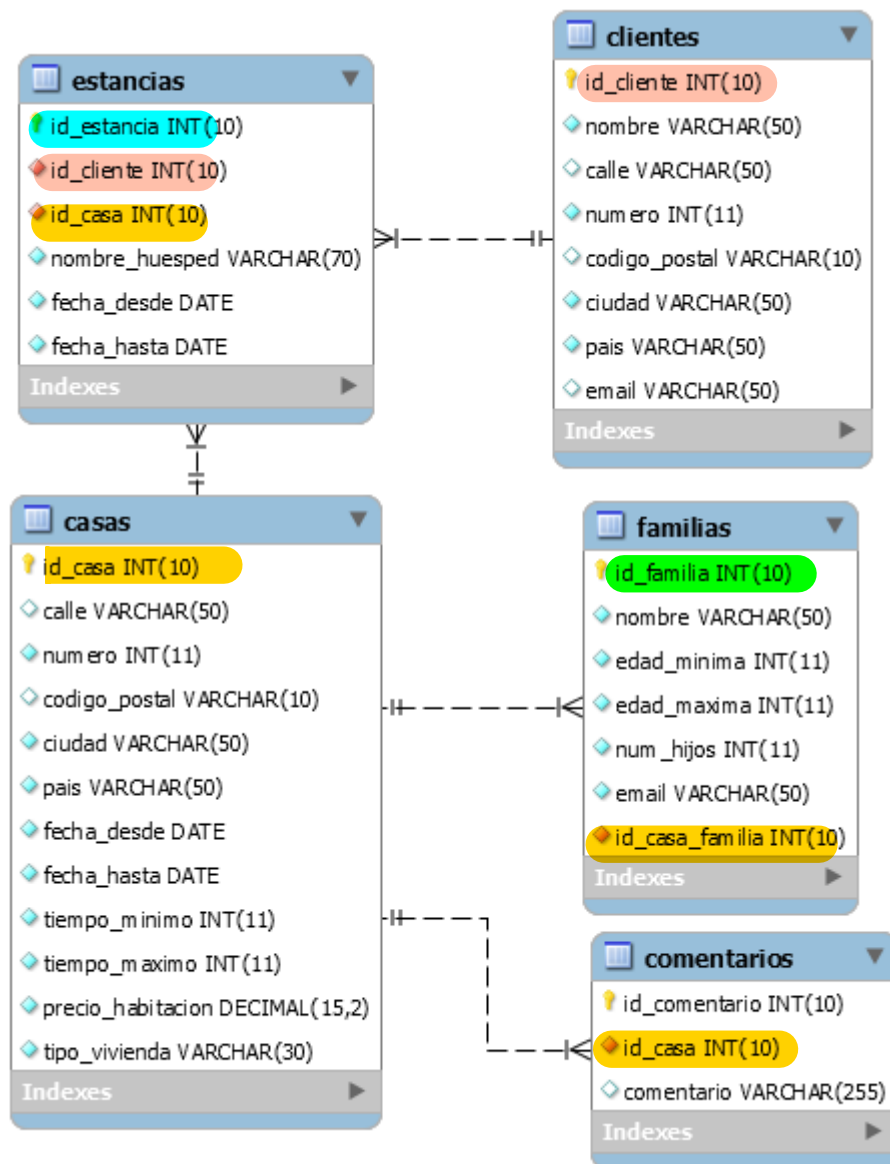 estancias
id_estancia INT(10)
id_cliente INT(10)
id_casa INT(10)
nombre_huesped VARCHAR(70)
fecha_desde DATE
fecha_hasta DATE
Indexes
clientes
id_cliente INT(10)
nombre VARCHAR(50)
calle VARCHAR(50)
numero INT(11)
codigo_postal VARCHAR(10)
ciudad VARCHAR(50)
pais VARCHAR(50)
email VARCHAR(50)
Indexes
casas
id_casa INT(10)
calle VARCHAR(50)
numero INT(11)
codigo_postal VARCHAR(10)
ciudad VARCHAR(50)
pais VARCHAR(50)
fecha_desde DATE
fecha_hasta DATE
tiempo_minimo INT(11)
tiempo_maximo INT(11)
precio_habitacion DECIMAL(15,2)
tipo_vivienda VARCHAR(30)
Indexes
familias
id_familia INT(10)
nombre VARCHAR(50)
edad_minima INT(11)
edad_maxima INT(11)
num_hijos INT(11)
email VARCHAR(50)
id_casa_familia INT(10)
Indexes
comentarios
id_comentario INT(10)
id_casa INT(10)
comentario VARCHAR(255)
Indexes